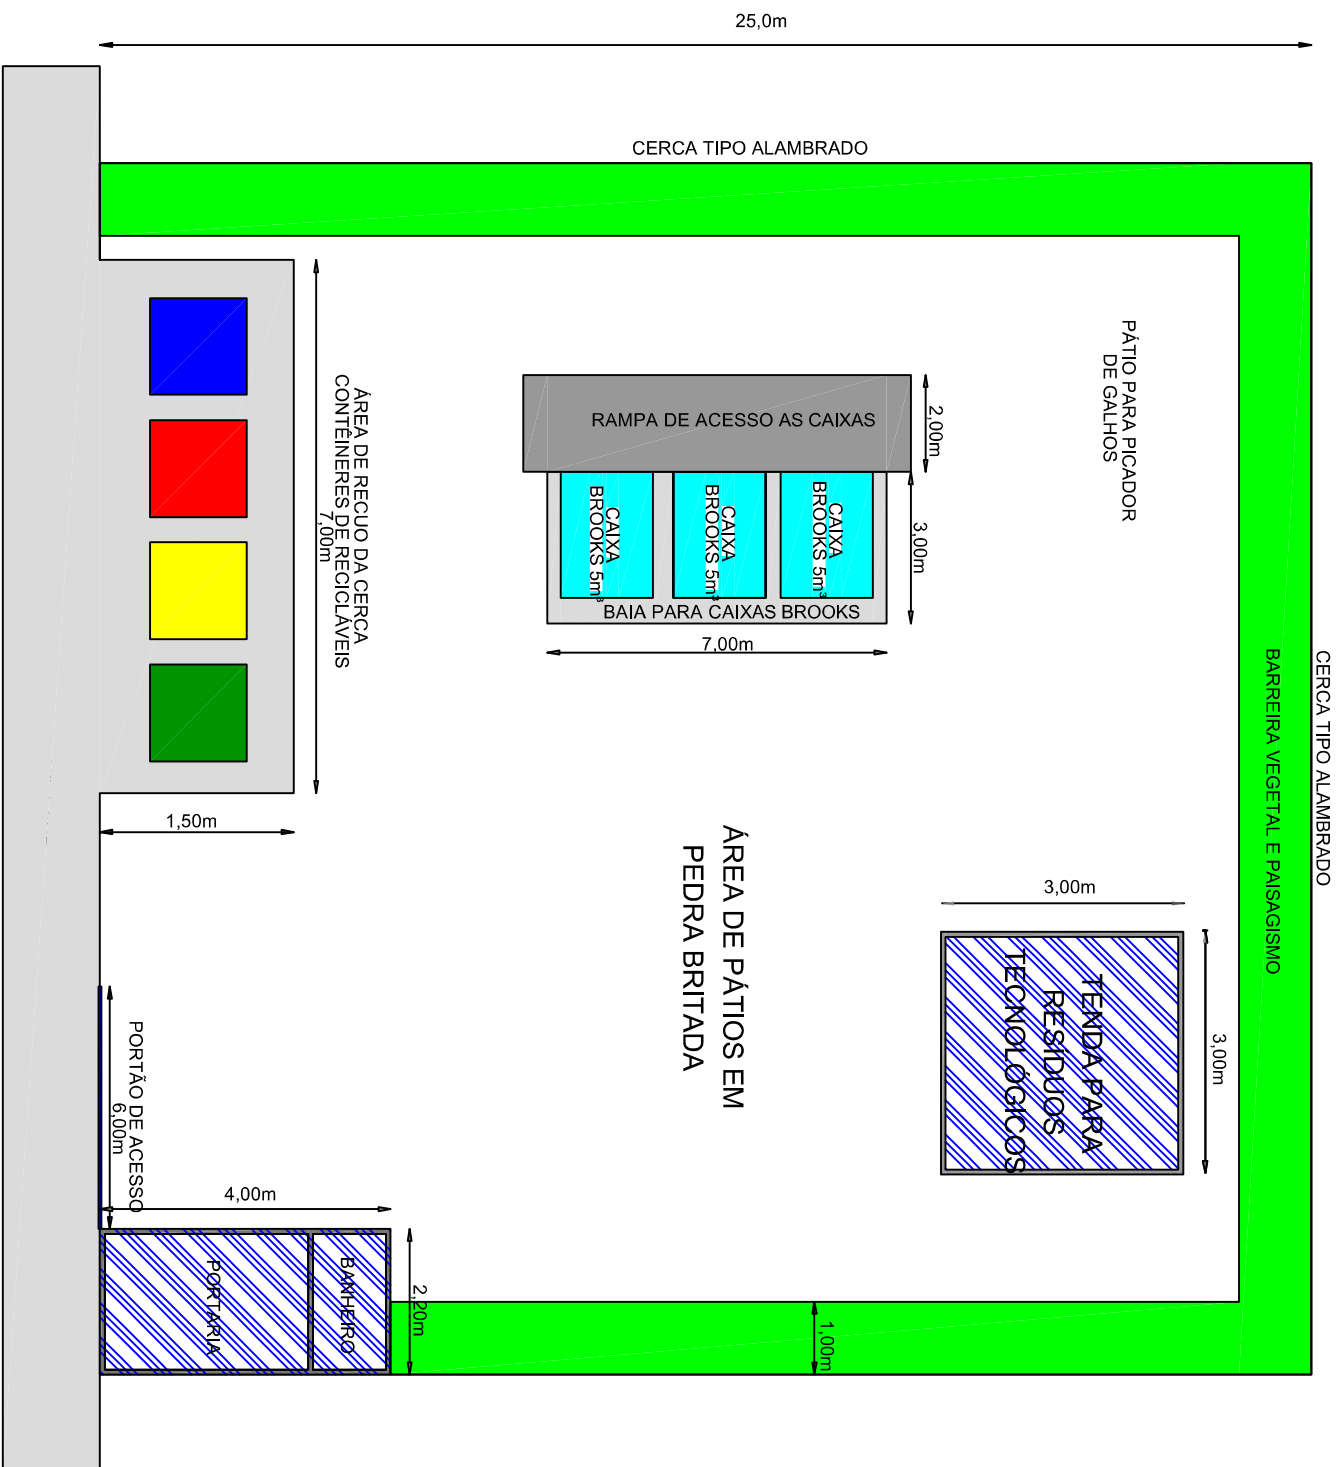 25,0m
CERCA TIPO ALAMBRADO
PÁTIO PARA PICADOR
DE GALHOS
RAMPA DE ACESSO AS CAIXAS
2,00m
CAIXA
BROOKS 5m³
CAIXA
BROOKS 5m³
CAIXA
BROOKS 5m³
3,00m
BAIA PARA CAIXAS BROOKS
7,00m
ÁREA DE RECUO DA CERCA
CONTÊINERES DE RECICLÁVEIS
7,00m
1,50m
CERCA TIPO ALAMBRADO
BARREIRA VEGETAL E PAISAGISMO
ÁREA DE PÁTIOS EM
PEDRA BRITADA
3,00m
TENDA PARA
RESÍDUOS
TECNOLÓGICOS
3,00m
PORTÃO DE ACESSO
6,00m
4,00m
PORTARIA
BANHEIRO
2,20m
1,00m